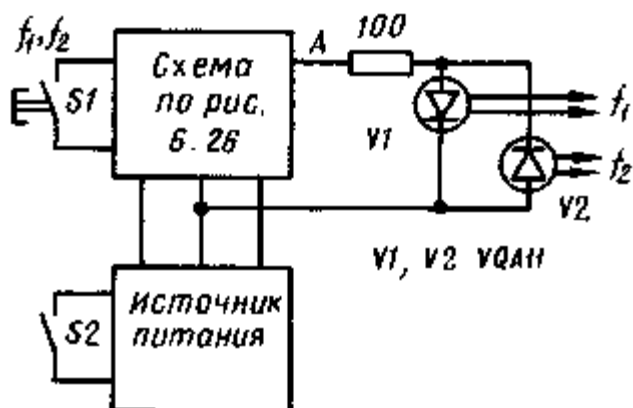 f₁, f₂
S1
Схема
по рис.
6.26
A
100
V1
f₁
f₂
V2
V1, V2 VQA11
S2
Источник
питания